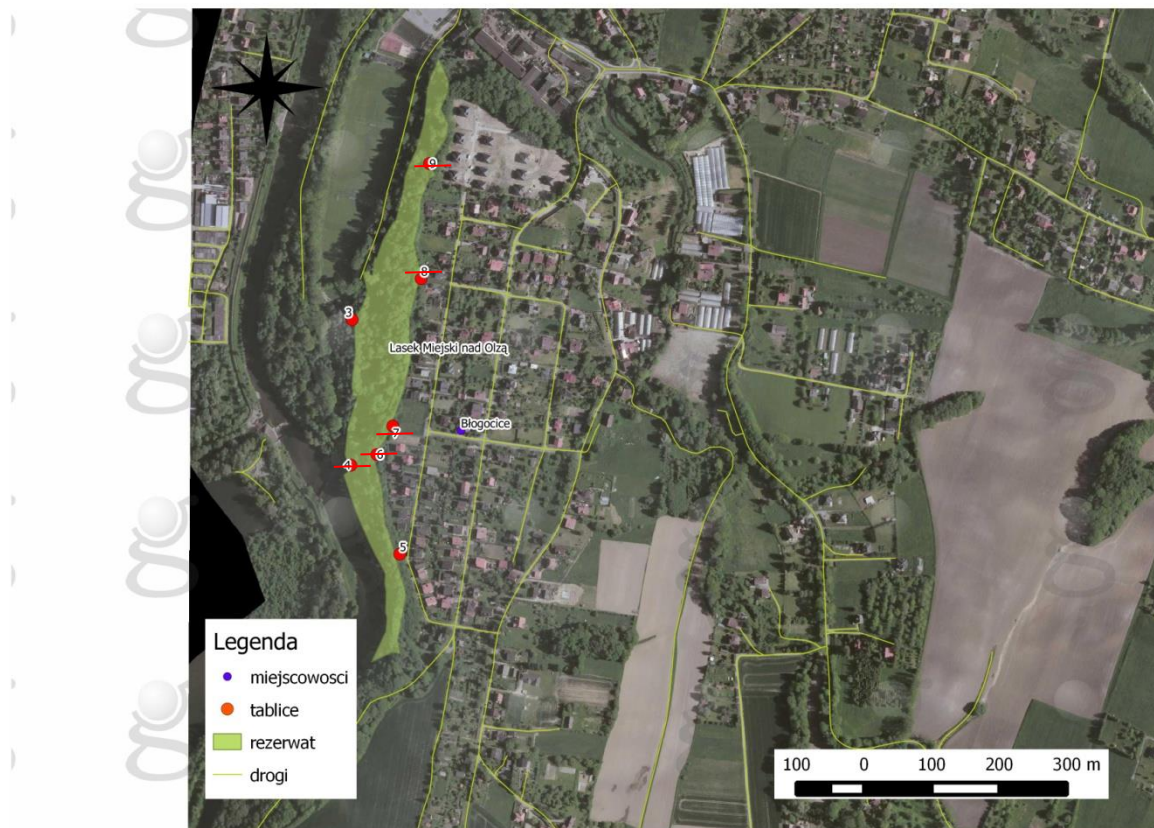 9
8
3
Lasek Miejski nad Olzą
Błogocice
7
6
4
5
Legenda
miejscowosci
tablice
rezerwat
drogi
100 0 100 200 300 m